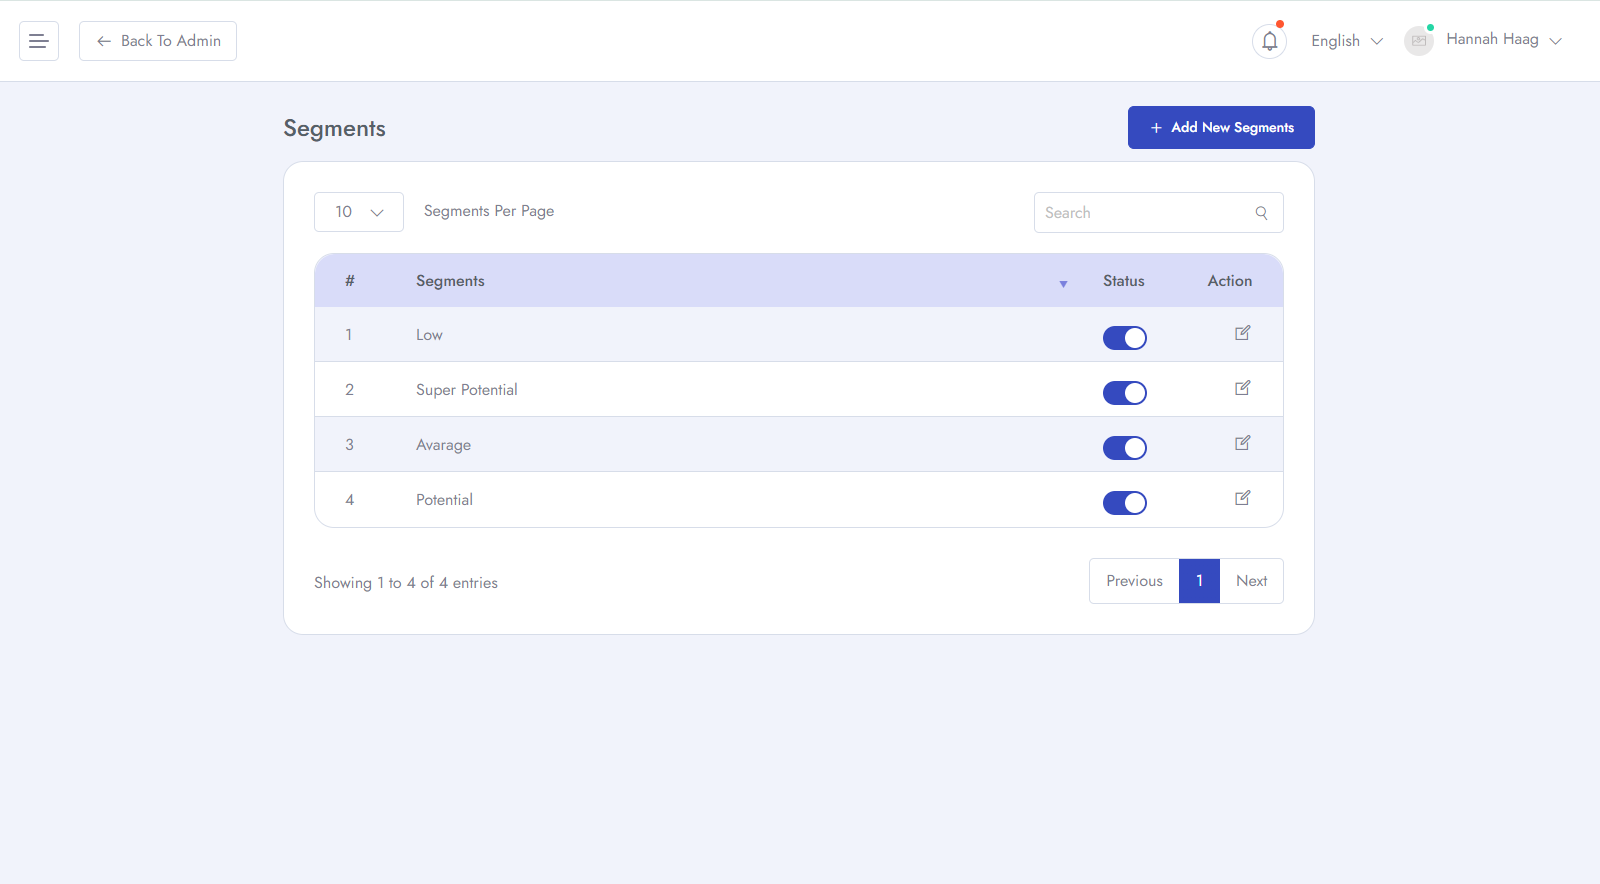 Back To Admin
English
Hannah Haag
Segments
+ Add New Segments
10
Segments Per Page
Search
# Segments Status Action
1 Low
2 Super Potential
3 Avarage
4 Potential
Showing 1 to 4 of 4 entries
Previous 1 Next